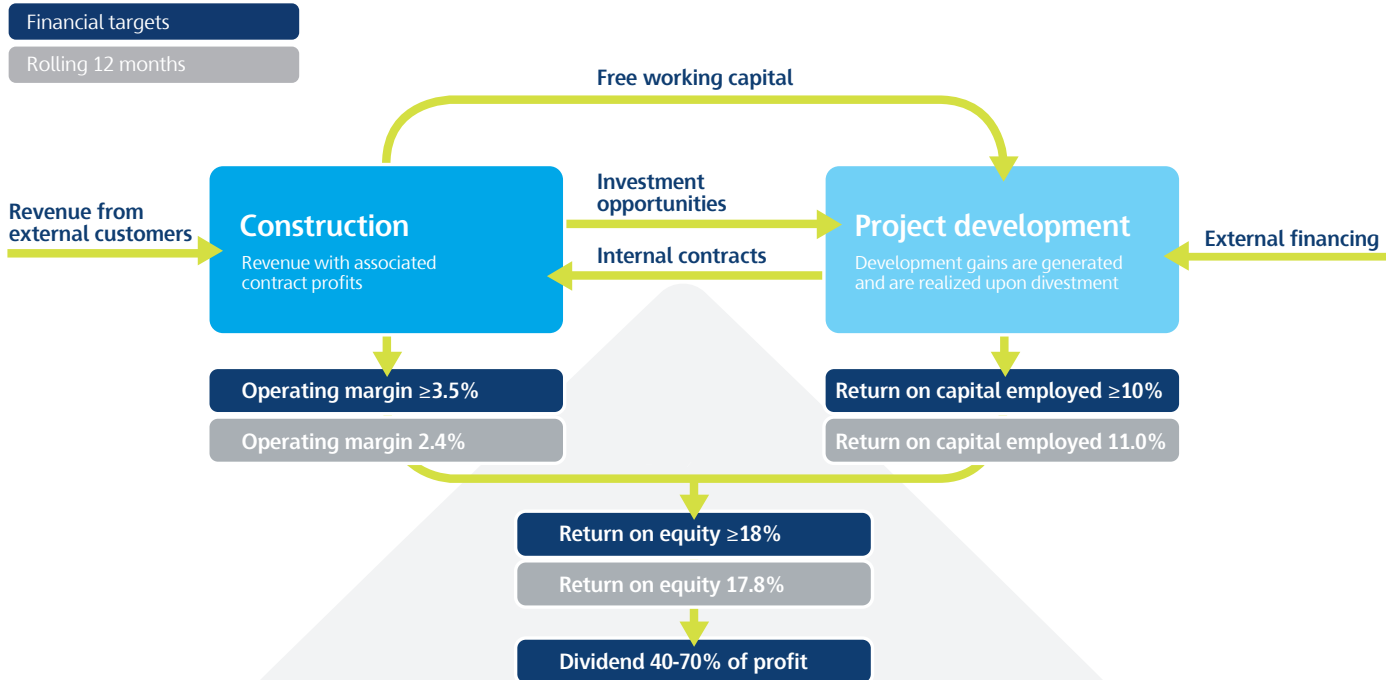 Financial targets
Rolling 12 months
Free working capital
Revenue from
external customers
Construction
Revenue with associated
contract profits
Investment
opportunities
Internal contracts
Project development
Development gains are generated
and are realized upon divestment
External financing
Operating margin ≥3.5%
Operating margin 2.4%
Return on capital employed ≥10%
Return on capital employed 11.0%
Return on equity ≥18%
Return on equity 17.8%
Dividend 40-70% of profit